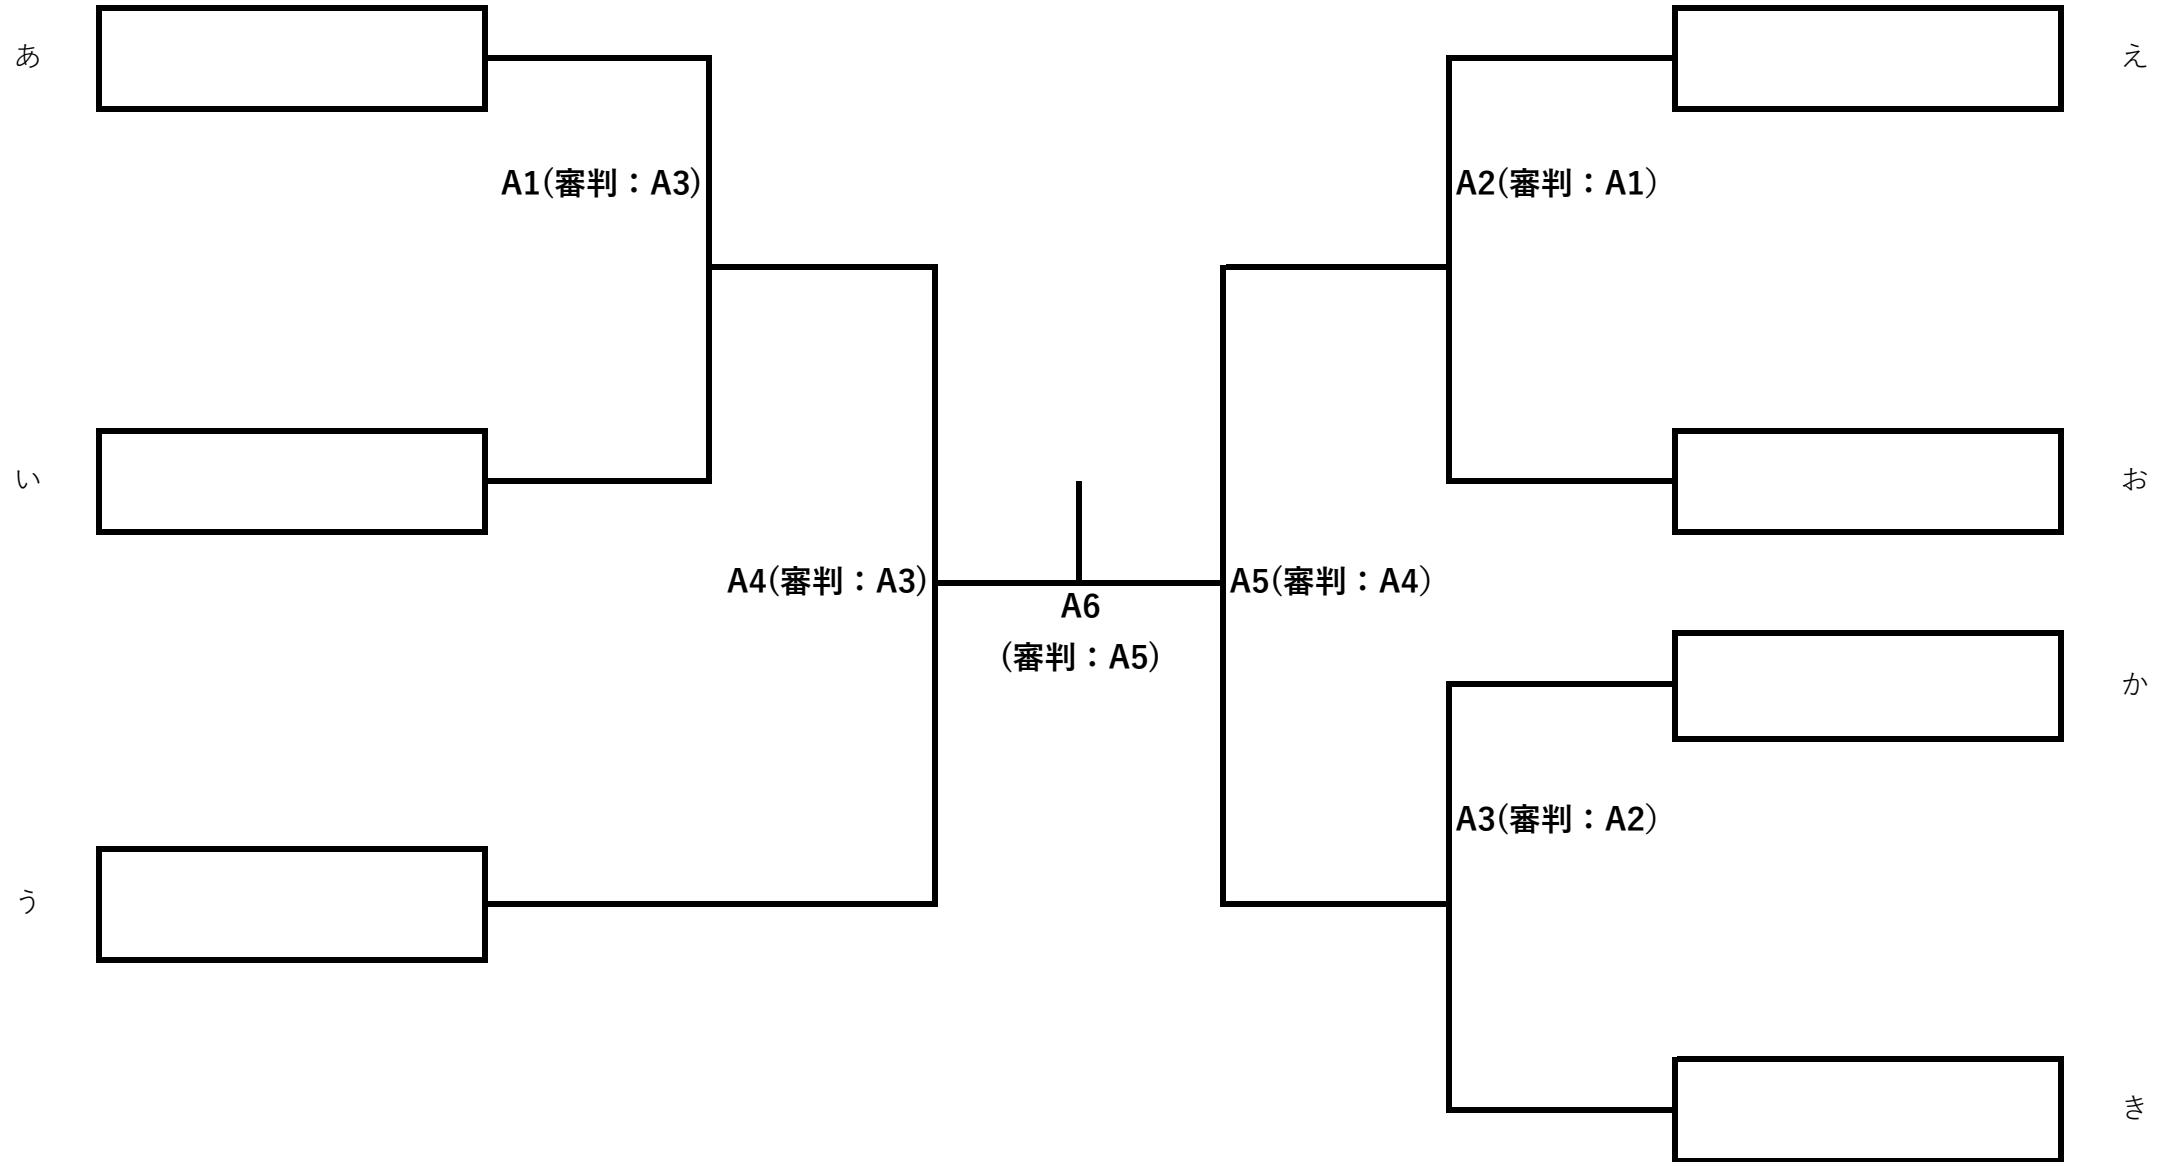 あ
え
A1(審判：A3)
A2(審判：A1)
い
お
A4(審判：A3)
A5(審判：A4)
A6
(審判：A5)
か
A3(審判：A2)
う
き